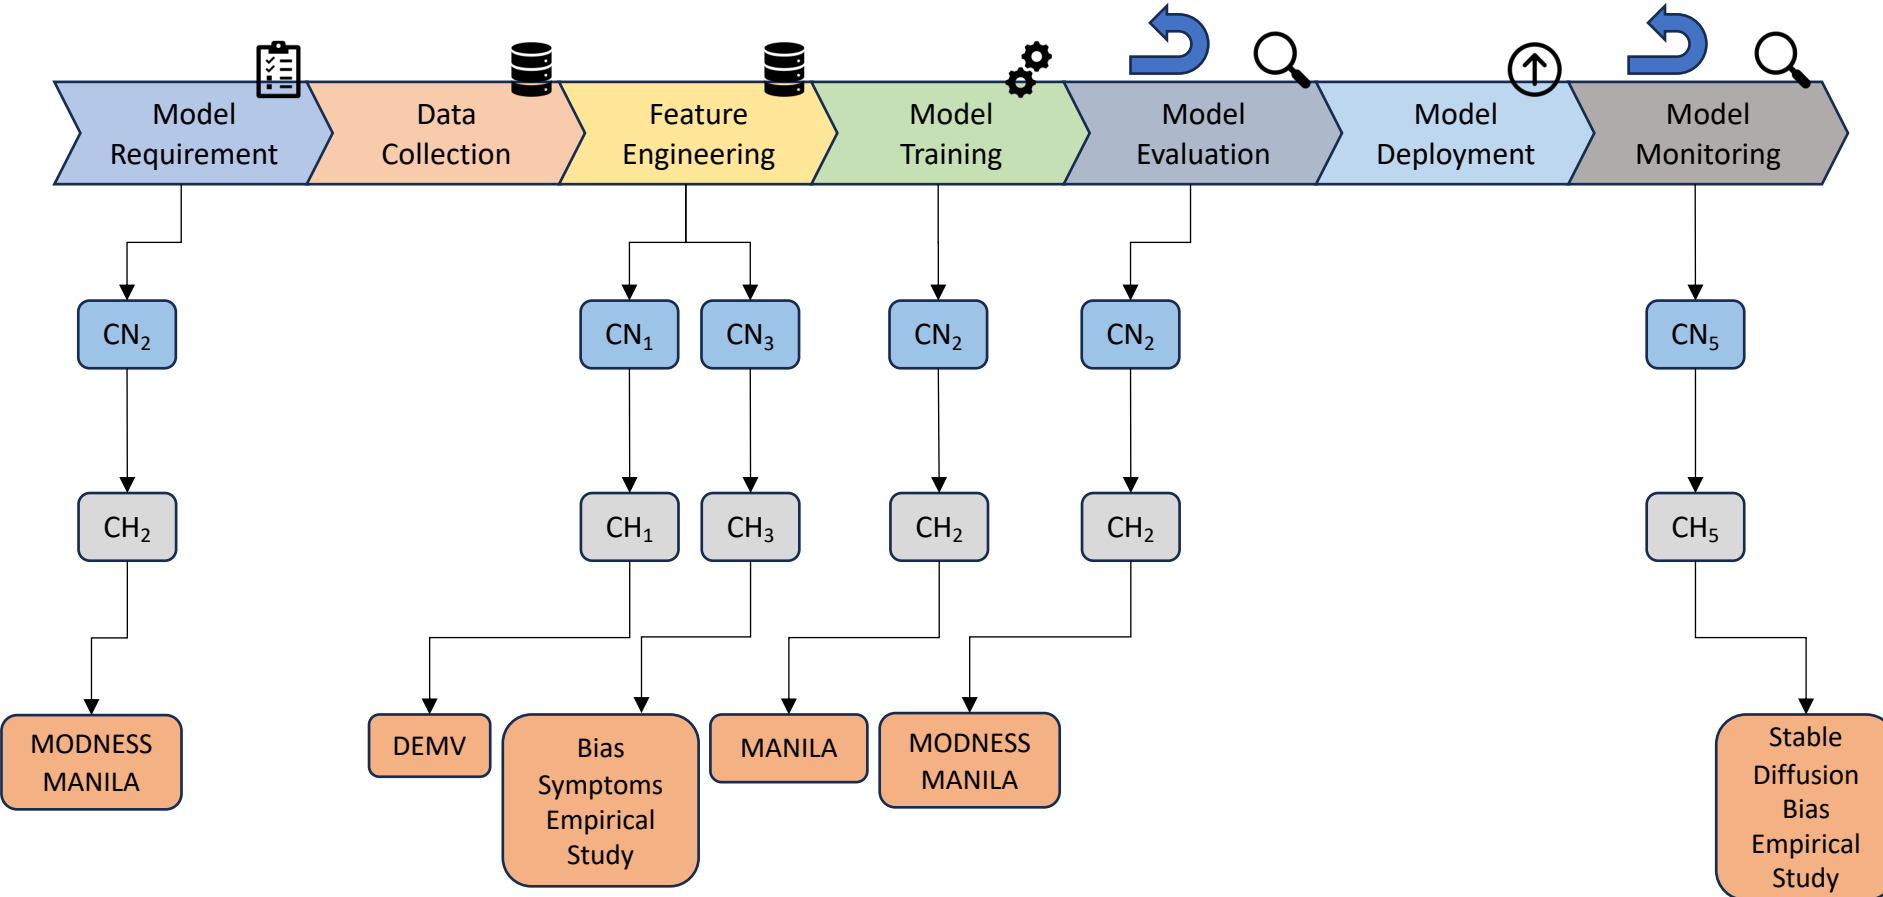 Model
Requirement
Data
Collection
Feature
Engineering
Model
Training
Model
Evaluation
Model
Deployment
Model
Monitoring
CN₂
CN₁
CN₃
CN₂
CN₂
CN₅
CH₂
CH₁
CH₃
CH₂
CH₂
CH₅
MODNESS
MANILA
DEMV
Bias
Symptoms
Empirical
Study
MANILA
MODNESS
MANILA
Stable
Diffusion
Bias
Empirical
Study